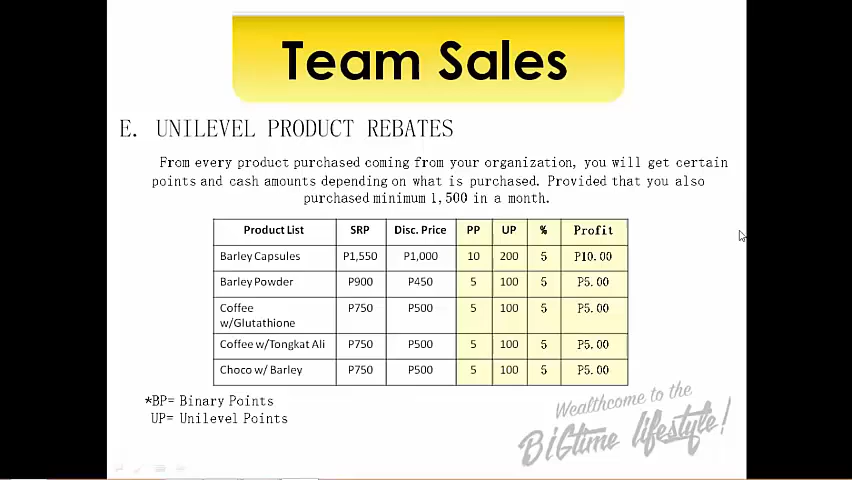 Team Sales
E. UNILEVEL PRODUCT REBATES
From every product purchased coming from your organization, you will get certain
points and cash amounts depending on what is purchased. Provided that you also
purchased minimum 1,500 in a month.
Product List SRP Disc. Price PP UP % Profit
Barley Capsules P1,550 P1,000 10 200 5 P10.00
Barley Powder P900 P450 5 100 5 P5.00
Coffee w/Glutathione P750 P500 5 100 5 P5.00
Coffee w/Tongkat Ali P750 P500 5 100 5 P5.00
Choco w/ Barley P750 P500 5 100 5 P5.00
*BP= Binary Points
UP= Unilevel Points
Wealthcome to the
BiGtime lifestyle!